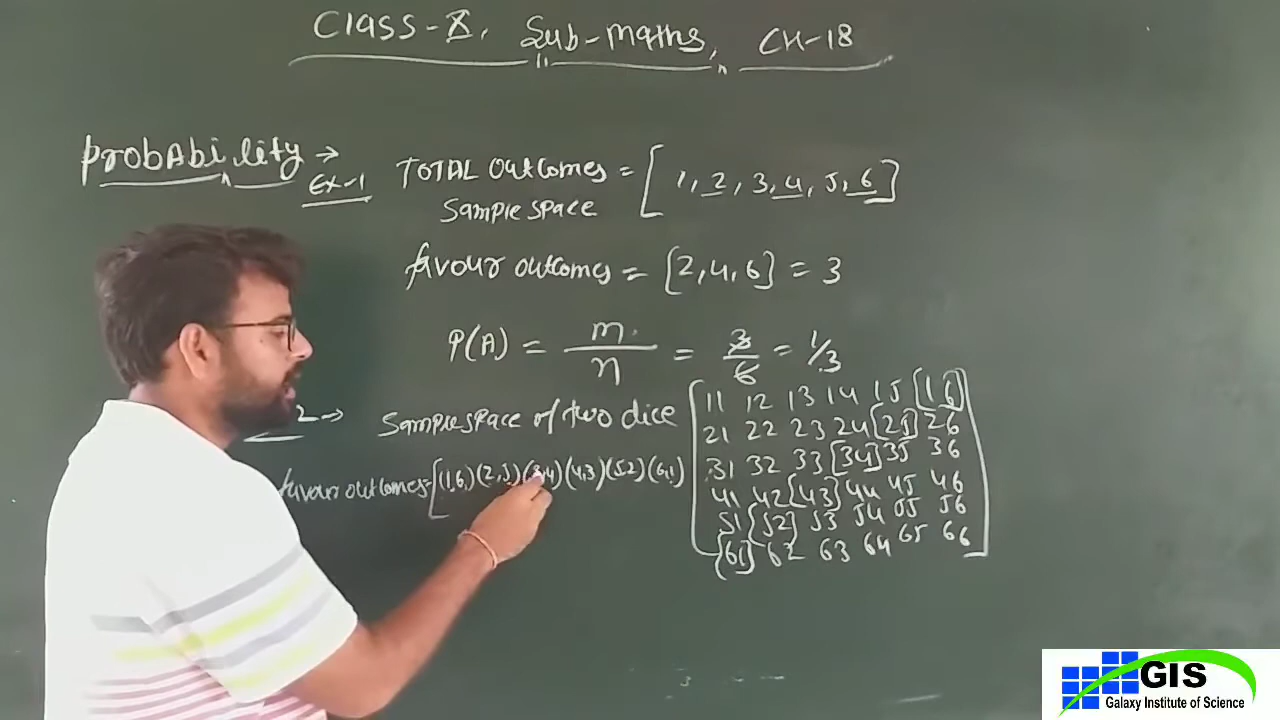 Class-X, Sub-maths, CH-18
Probability →
Ex-1
TOTAL outcomes = [1, 2, 3, 4, 5, 6]
Sample space
favour outcomes = [2, 4, 6] = 3
P(A) = m/n = 3/6 = 1/3
2→ Sample space of two dice
11 12 13 14 15 [16]
21 22 23 24 [25] 26
31 32 33 [34] 35 36
41 42 [43] 44 45 46
51 [52] 53 54 55 56
[61] 62 63 64 65 66
favour outcomes = [(1,6) (2,5) (3,4) (4,3) (5,2) (6,1)
GIS
Galaxy Institute of Science